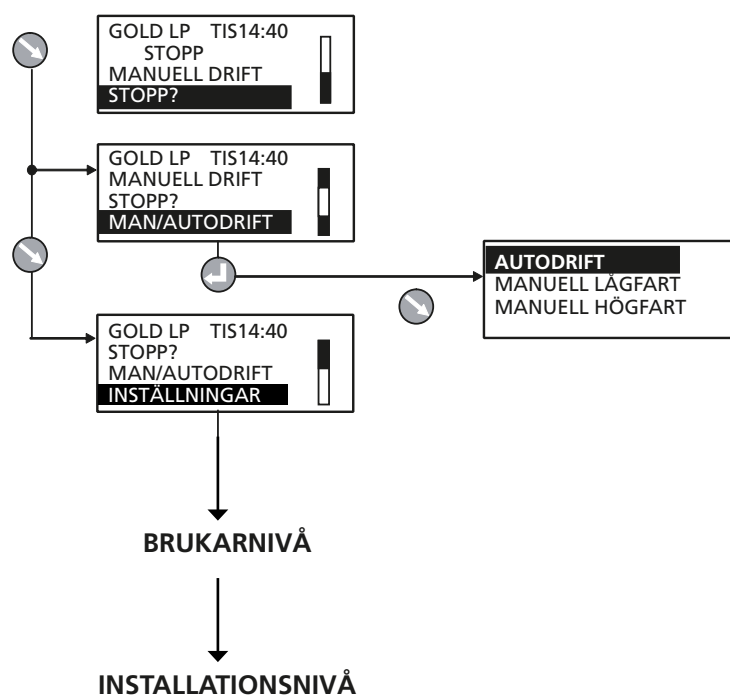 GOLD LP TIS14:40
STOPP
MANUELL DRIFT
STOPP?
GOLD LP TIS14:40
MANUELL DRIFT
STOPP?
MAN/AUTODRIFT
AUTODRIFT
MANUELL LÅGFART
MANUELL HÖGFART
GOLD LP TIS14:40
STOPP?
MAN/AUTODRIFT
INSTÄLLNINGAR
BRUKARNIVÅ
INSTALLATIONSNIVÅ